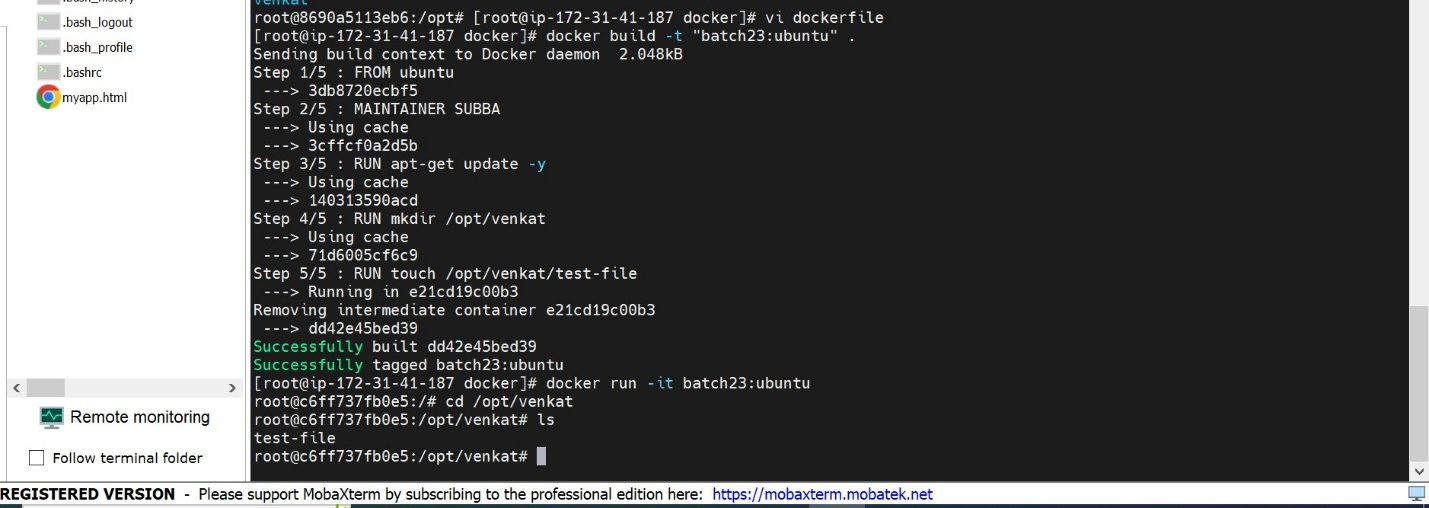 .bash_history
.bash_logout
.bash_profile
.bashrc
myapp.html
Remote monitoring
Follow terminal folder
venkat
root@8690a5113eb6:/opt# [root@ip-172-31-41-187 docker]# vi dockerfile
[root@ip-172-31-41-187 docker]# docker build -t "batch23:ubuntu" .
Sending build context to Docker daemon  2.048kB
Step 1/5 : FROM ubuntu
 ---> 3db8720ecbf5
Step 2/5 : MAINTAINER SUBBA
 ---> Using cache
 ---> 3cffcf0a2d5b
Step 3/5 : RUN apt-get update -y
 ---> Using cache
 ---> 140313590acd
Step 4/5 : RUN mkdir /opt/venkat
 ---> Using cache
 ---> 71d6005cf6c9
Step 5/5 : RUN touch /opt/venkat/test-file
 ---> Running in e21cd19c00b3
Removing intermediate container e21cd19c00b3
 ---> dd42e45bed39
Successfully built dd42e45bed39
Successfully tagged batch23:ubuntu
[root@ip-172-31-41-187 docker]# docker run -it batch23:ubuntu
root@c6ff737fb0e5:/# cd /opt/venkat
root@c6ff737fb0e5:/opt/venkat# ls
test-file
root@c6ff737fb0e5:/opt/venkat#
REGISTERED VERSION - Please support MobaXterm by subscribing to the professional edition here: https://mobaxterm.mobatek.net